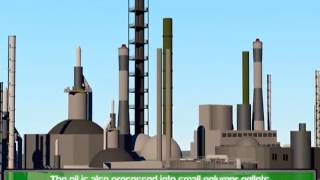 The oil is also processed into small polymer pellets